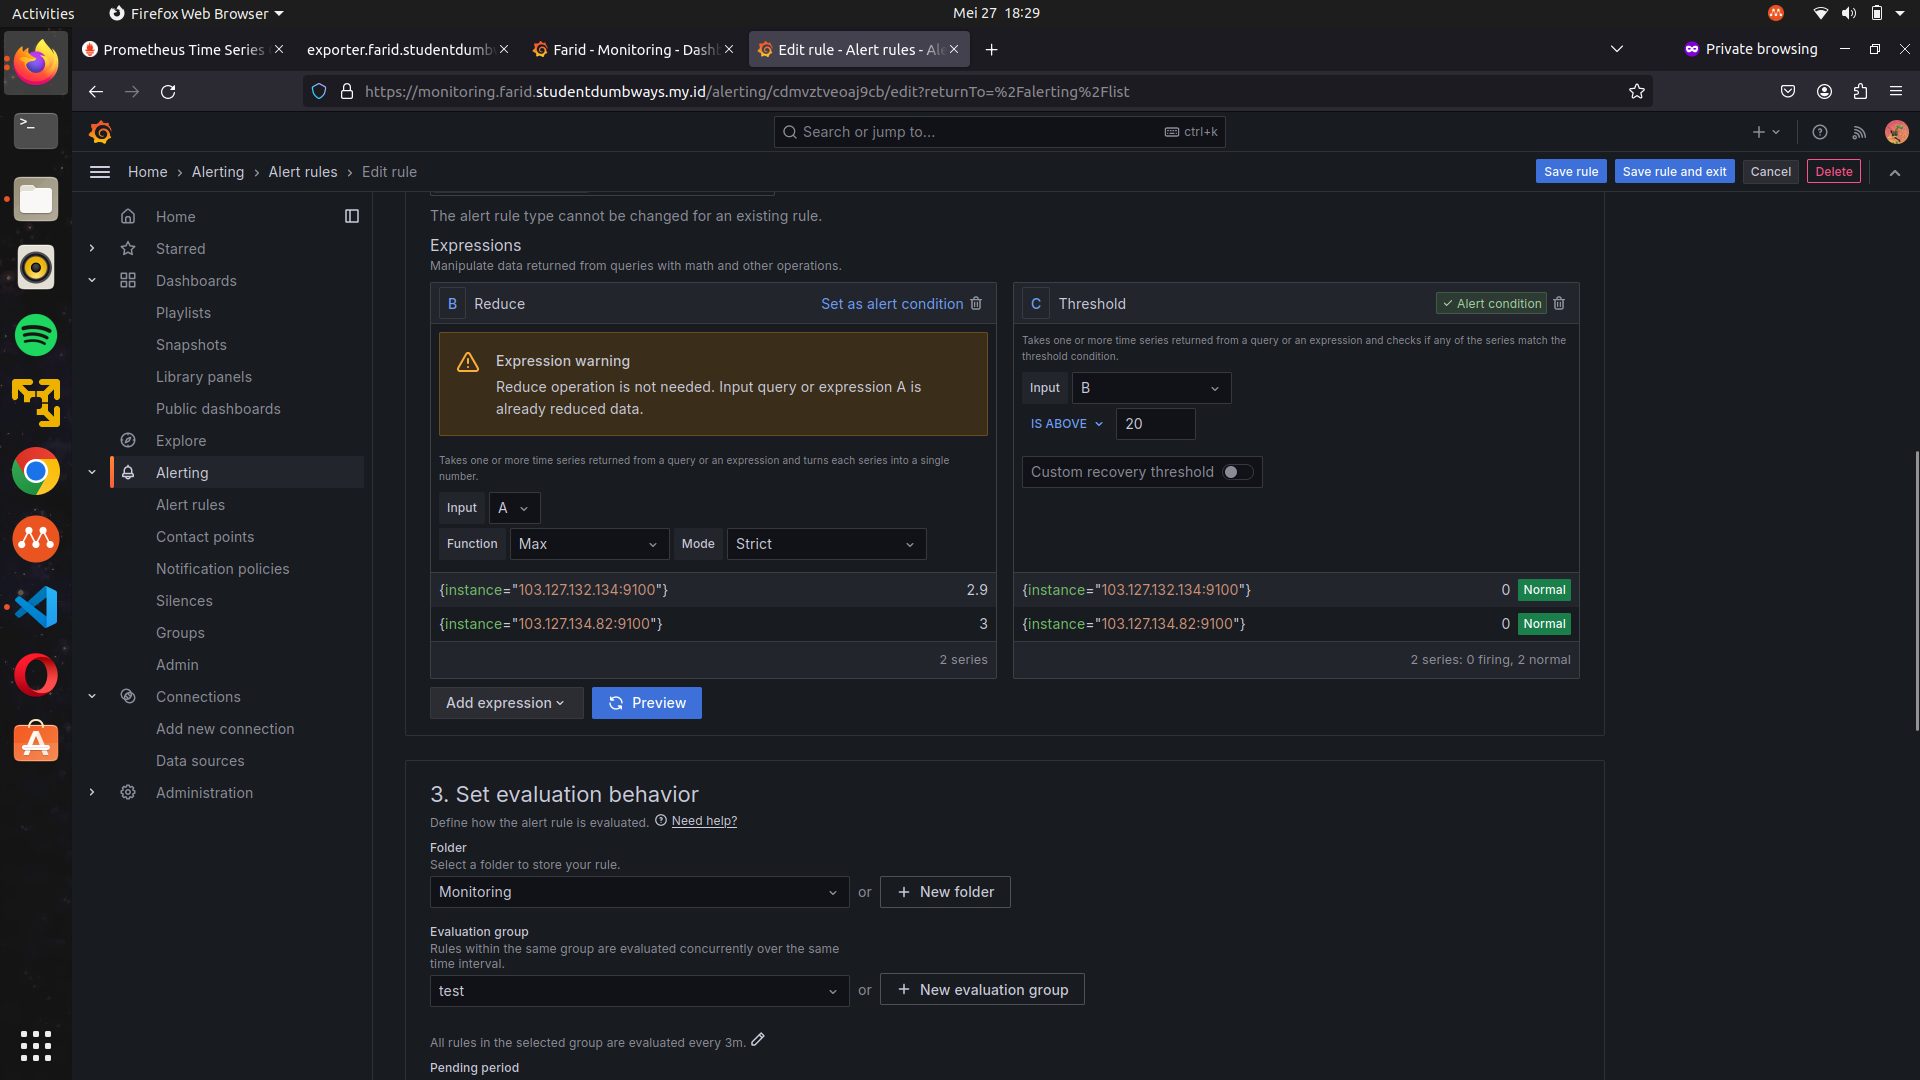 Activities
Firefox Web Browser
Mei 27 18:29
Prometheus Time Series
exporter.farid.studentdumb
Farid - Monitoring - Dash
Edit rule - Alert rules - Al
Private browsing
https://monitoring.farid.studentdumbways.my.id/alerting/cdmvztveoaj9cb/edit?returnTo=%2Falerting%2Flist
Search or jump to...
ctrl+k
Home › Alerting › Alert rules › Edit rule
Save rule
Save rule and exit
Cancel
Delete
Home
Starred
Dashboards
Playlists
Snapshots
Library panels
Public dashboards
Explore
Alerting
Alert rules
Contact points
Notification policies
Silences
Groups
Admin
Connections
Add new connection
Data sources
Administration
The alert rule type cannot be changed for an existing rule.
Expressions
Manipulate data returned from queries with math and other operations.
B Reduce
Set as alert condition
Expression warning
Reduce operation is not needed. Input query or expression A is
already reduced data.
Takes one or more time series returned from a query or an expression and turns each series into a single
number.
Input A
Function Max Mode Strict
{instance="103.127.132.134:9100"} 2.9
{instance="103.127.134.82:9100"} 3
2 series
C Threshold
Alert condition
Takes one or more time series returned from a query or an expression and checks if any of the series match the
threshold condition.
Input B
IS ABOVE 20
Custom recovery threshold
{instance="103.127.132.134:9100"} 0 Normal
{instance="103.127.134.82:9100"} 0 Normal
2 series: 0 firing, 2 normal
Add expression
Preview
3. Set evaluation behavior
Define how the alert rule is evaluated. Need help?
Folder
Select a folder to store your rule.
Monitoring or + New folder
Evaluation group
Rules within the same group are evaluated concurrently over the same
time interval.
test or + New evaluation group
All rules in the selected group are evaluated every 3m.
Pending period